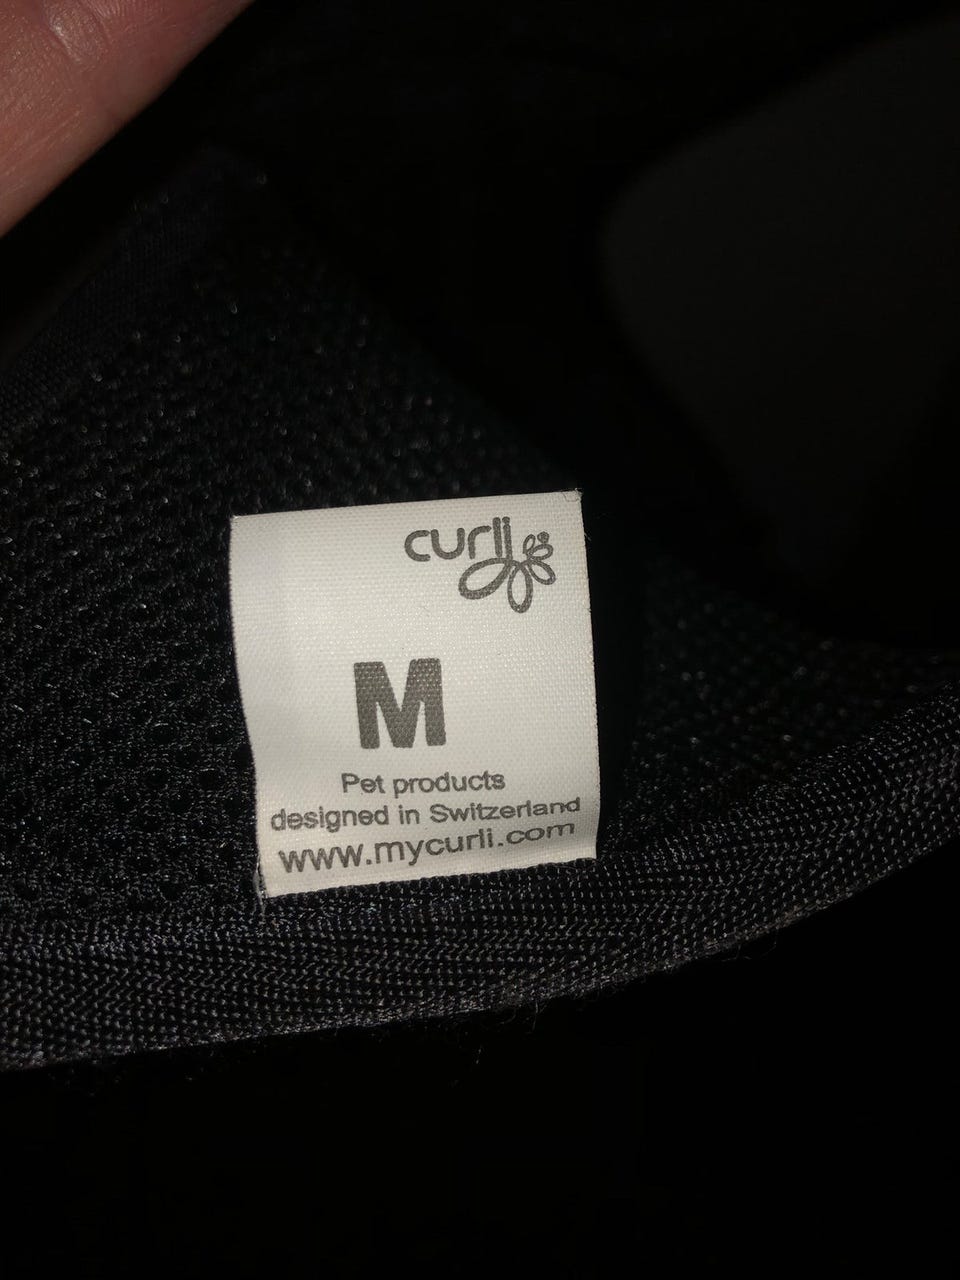 curli
M
Pet products
designed in Switzerland
www.mycurli.com